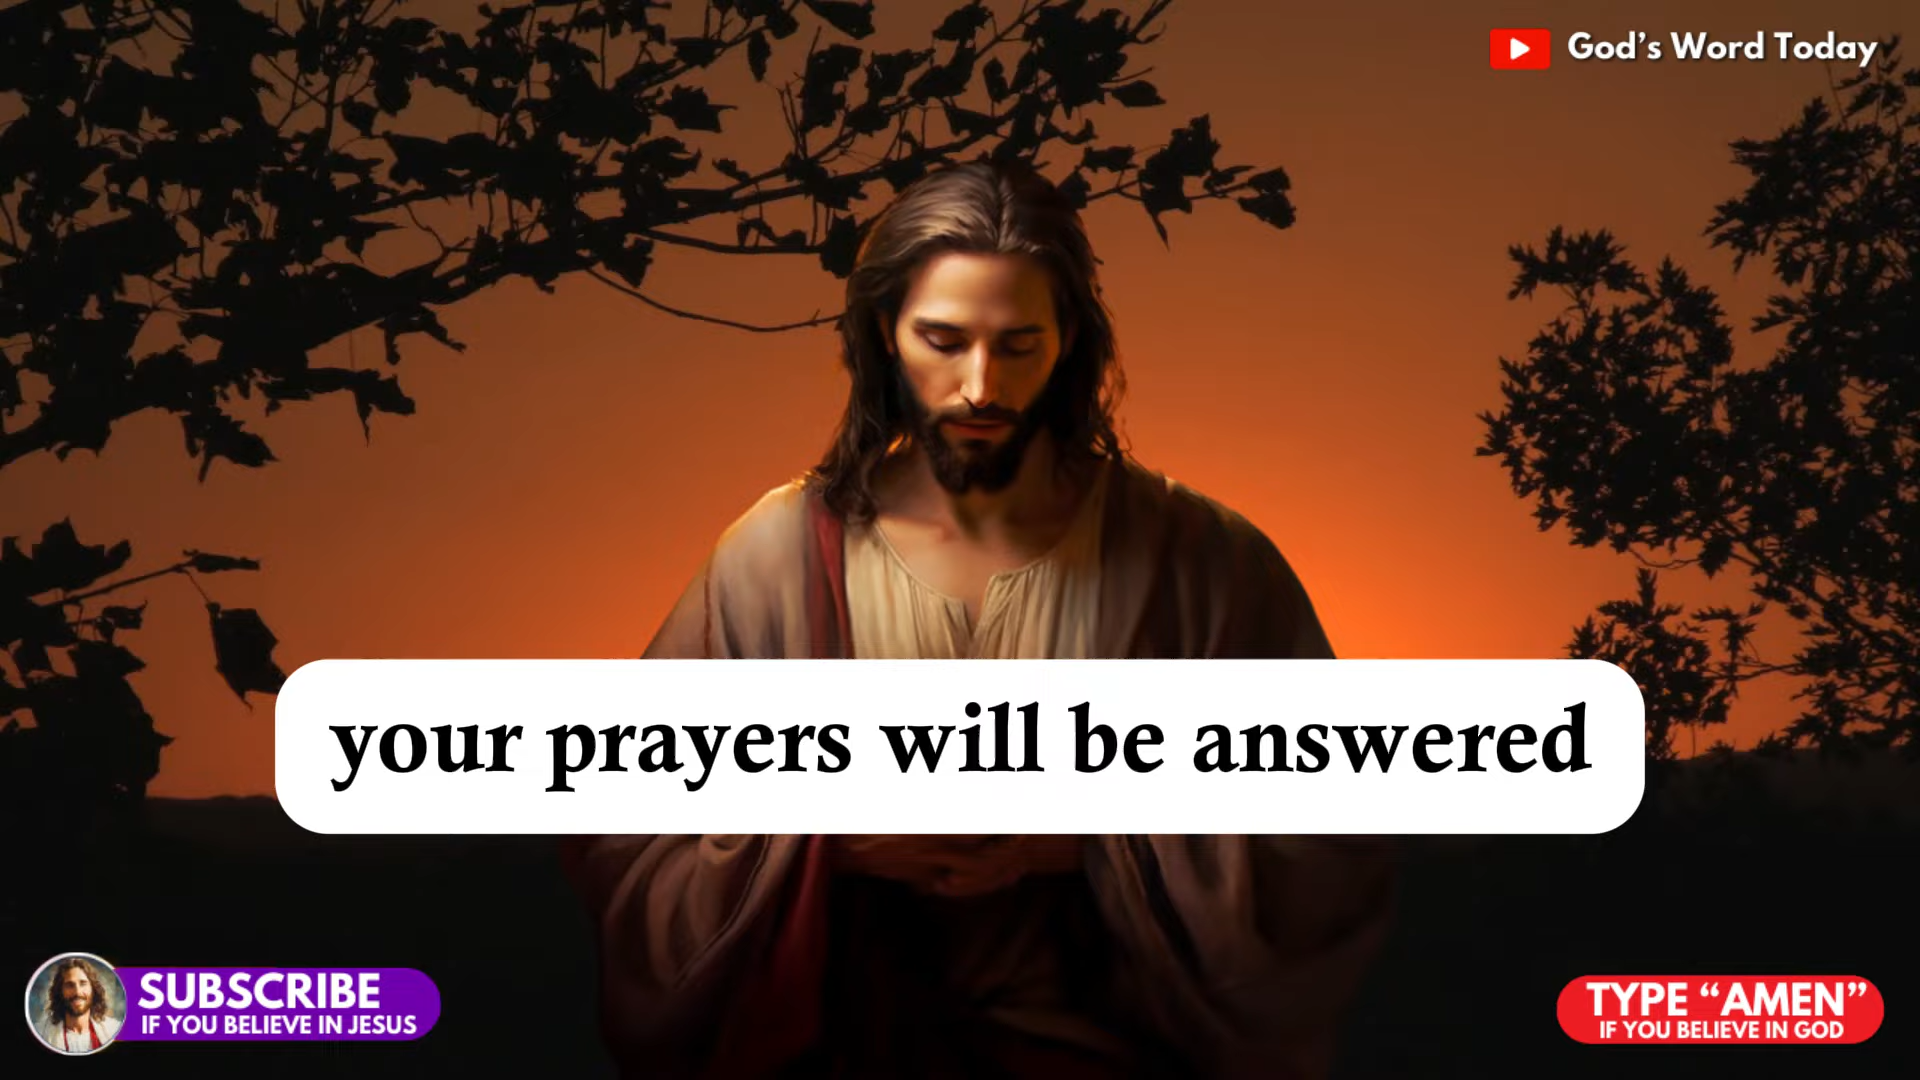 God’s Word Today
your prayers will be answered
SUBSCRIBE
IF YOU BELIEVE IN JESUS
TYPE “AMEN”
IF YOU BELIEVE IN GOD